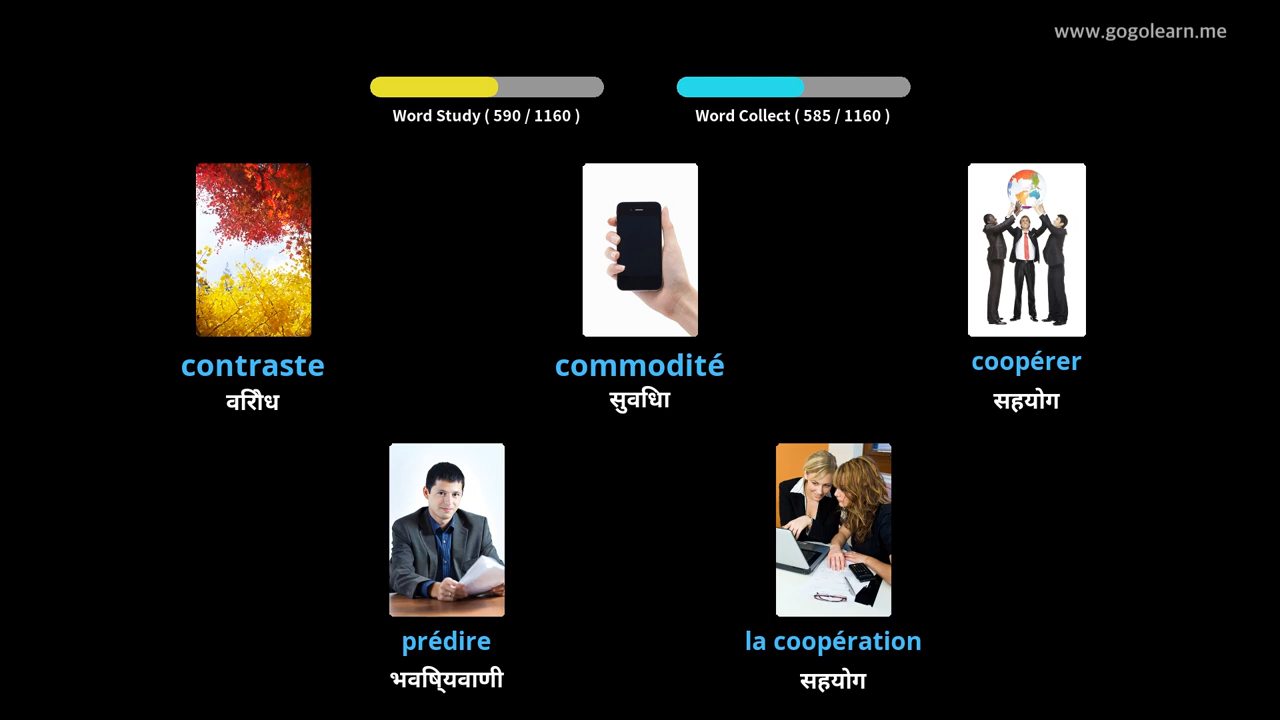 www.gogolearn.me
Word Study ( 590 / 1160 )
Word Collect ( 585 / 1160 )
contraste
commodité
coopérer
वरिोध
सुवधिा
सहयोग
prédire
la coopération
भवषि्यवाणी
सहयोग